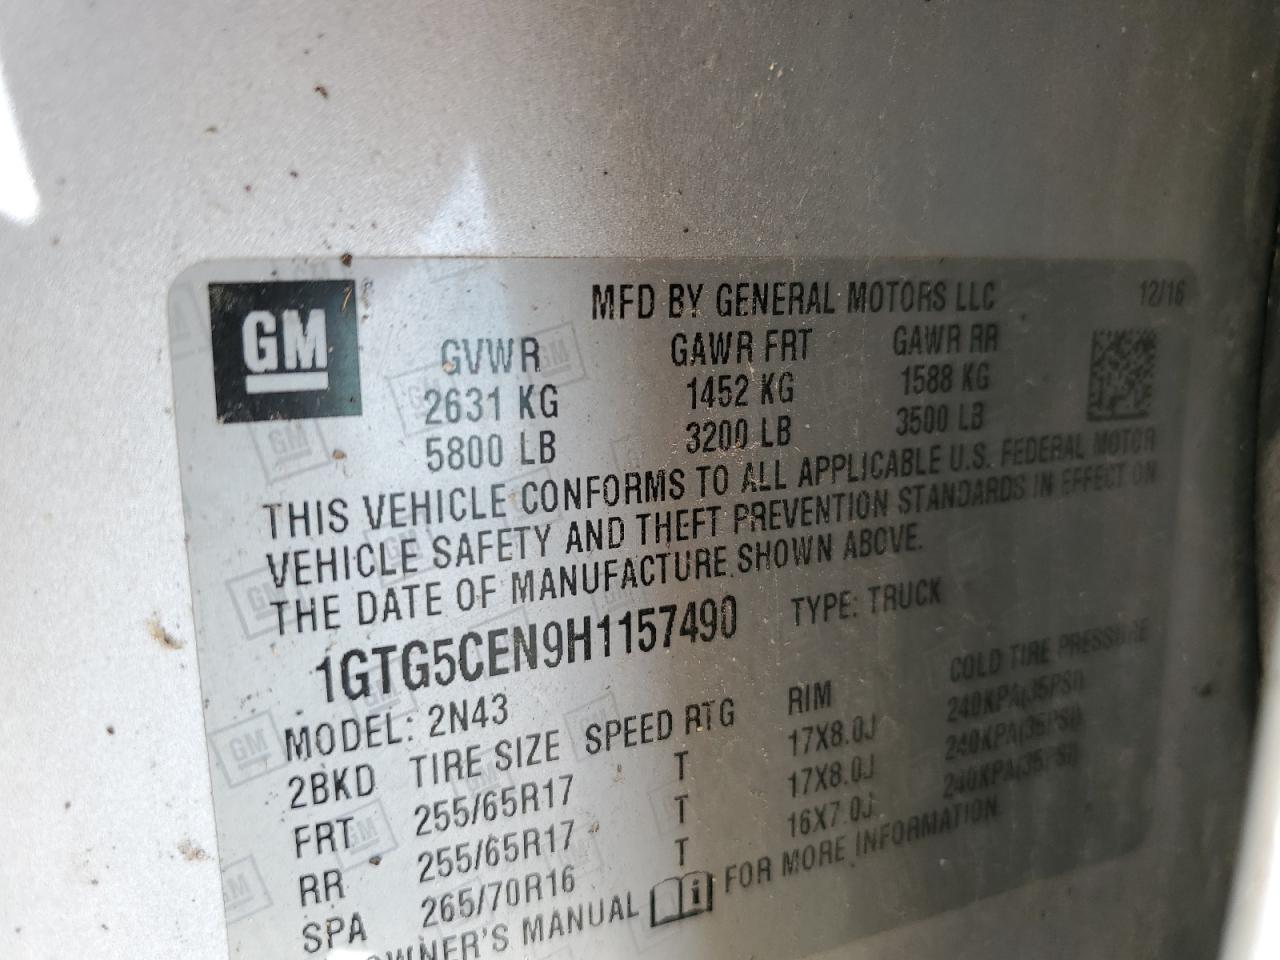 GM
MFD BY GENERAL MOTORS LLC 12/16
GVWR GAWR FRT GAWR RR
2631 KG 1452 KG 1588 KG
5800 LB 3200 LB 3500 LB
THIS VEHICLE CONFORMS TO ALL APPLICABLE U.S. FEDERAL MOTOR
VEHICLE SAFETY AND THEFT PREVENTION STANDARDS IN EFFECT ON
THE DATE OF MANUFACTURE SHOWN ABOVE.
1GTG5CEN9H1157490 TYPE: TRUCK
MODEL: 2N43
2BKD TIRE SIZE SPEED RTG RIM COLD TIRE PRESSURE
FRT 255/65R17 T 17X8.0J 240KPA(35PSI)
RR 255/65R17 T 17X8.0J 240KPA(35PSI)
SPA 265/70R16 T 16X7.0J 240KPA(35PSI)
OWNER'S MANUAL FOR MORE INFORMATION